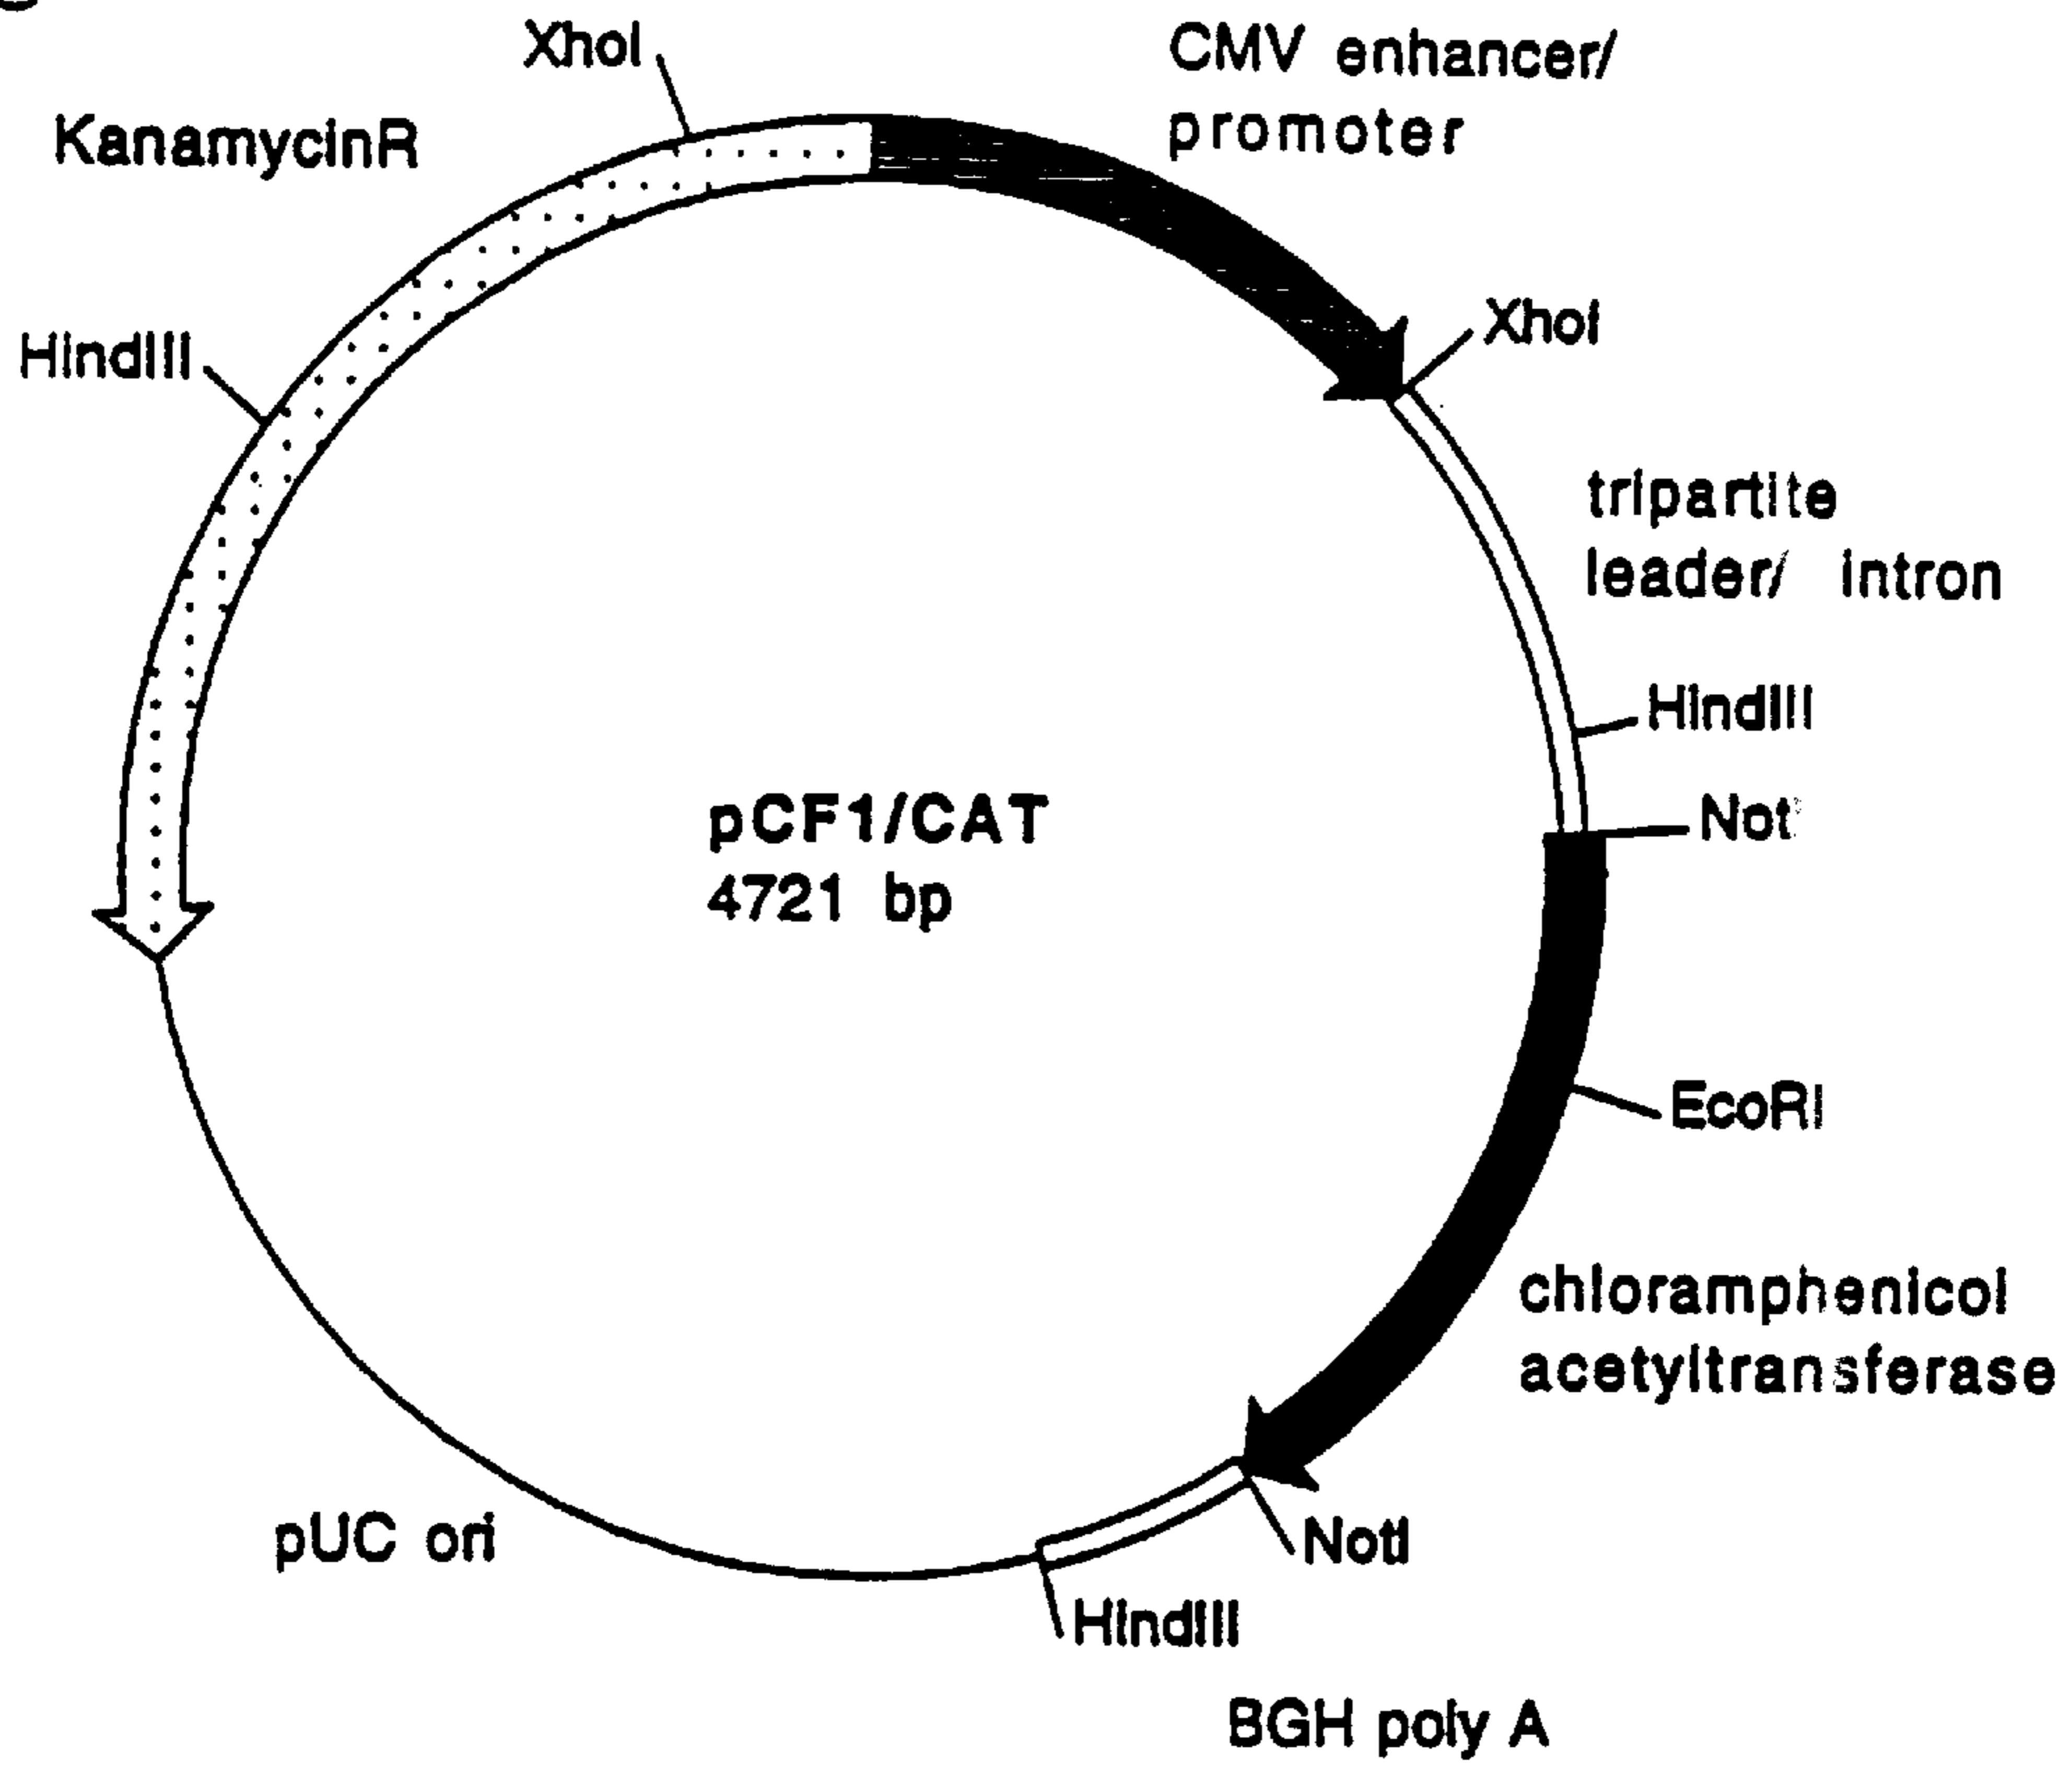 XhoI
CMV enhancer/
promoter
KanamycinR
XhoI
HindIII
tripartite
leader/ intron
HindIII
Not
pCF1/CAT
4721 bp
EcoRI
chloramphenicol
acetyltransferase
pUC ori
NotI
HindIII
BGH poly A